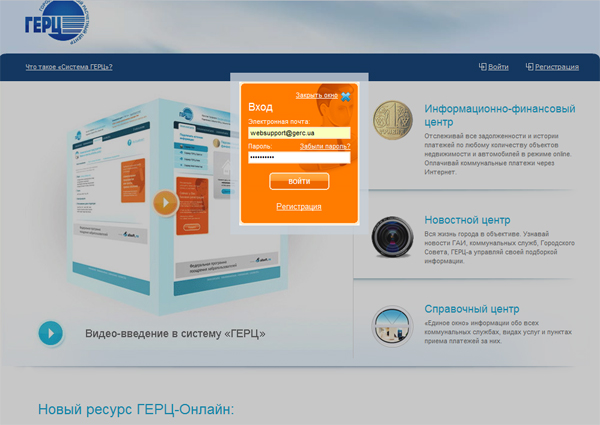 ГЕРЦ
Что такое «Система ГЕРЦ»?
Войти
Регистрация
Закрыть окно
Вход
Электронная почта:
websupport@gerc.ua
Пароль:
Забыли пароль?
••••••••••
ВОЙТИ
Регистрация
Информационно-финансовый
центр
Отслеживай все задолженности и истории
платежей по любому количеству объектов
недвижимости и автомобилей в режиме online.
Оплачивай коммунальные платежи через
Интернет
Новостной центр
Вся жизнь города в объективе. Узнавай
новости ГАИ, коммунальных служб, Городского
Совета, ГЕРЦ-а управляй своей подборкой
информации.
Справочный центр
«Единое окно» информации обо всех
коммунальных службах, видах услуг и пунктах
приема платежей за них.
Видео-введение в систему «ГЕРЦ»
Новый ресурс ГЕРЦ-Онлайн: